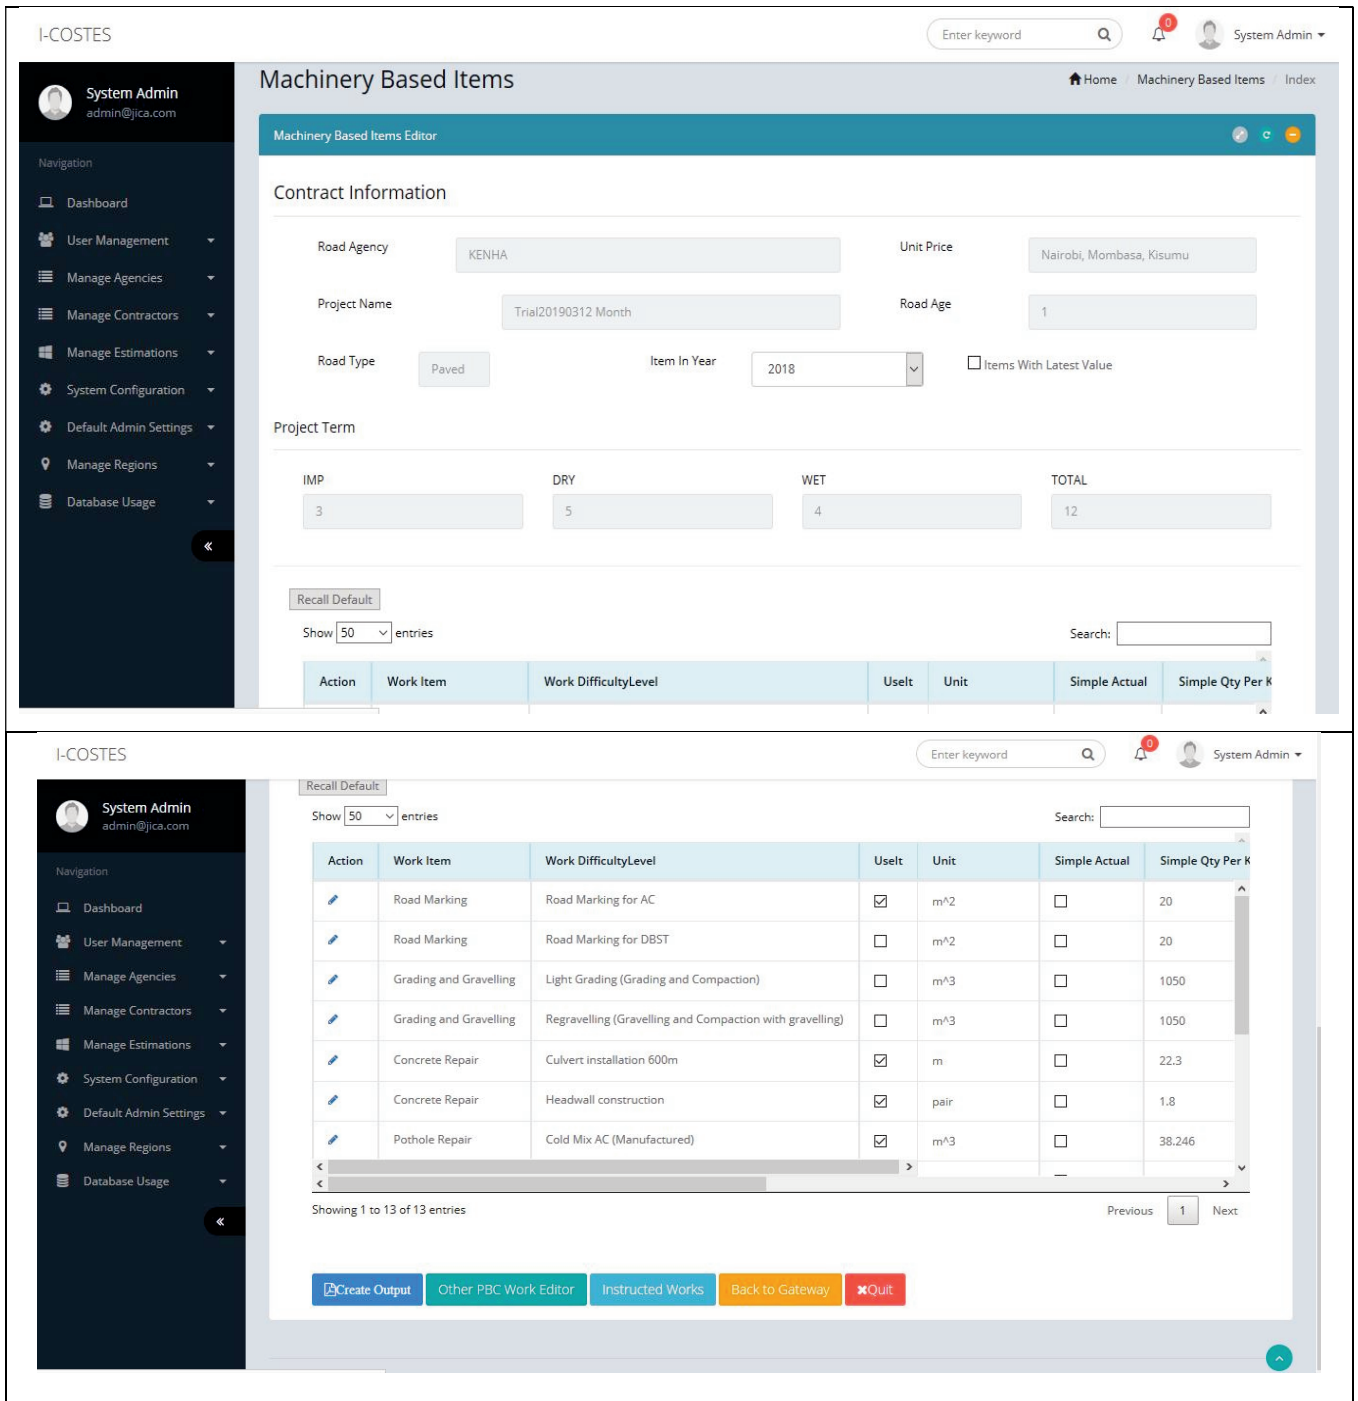 I-COSTES
Enter keyword
0
System Admin
System Admin
admin@jica.com
Navigation
Dashboard
User Management
Manage Agencies
Manage Contractors
Manage Estimations
System Configuration
Default Admin Settings
Manage Regions
Database Usage
«
Machinery Based Items
Home / Machinery Based Items / Index
Machinery Based Items Editor
Contract Information
Road Agency KENHA Unit Price Nairobi, Mombasa, Kisumu
Project Name Trial20190312 Month Road Age 1
Road Type Paved Item In Year 2018 Items With Latest Value
Project Term
IMP DRY WET TOTAL
3 5 4 12
Recall Default
Show 50 entries Search:
Action Work Item Work DifficultyLevel UseIt Unit Simple Actual Simple Qty Per K
I-COSTES
Enter keyword
0
System Admin
System Admin
admin@jica.com
Navigation
Dashboard
User Management
Manage Agencies
Manage Contractors
Manage Estimations
System Configuration
Default Admin Settings
Manage Regions
Database Usage
«
Recall Default
Show 50 entries Search:
Action Work Item Work DifficultyLevel UseIt Unit Simple Actual Simple Qty Per K
Road Marking Road Marking for AC m^2 20
Road Marking Road Marking for DBST m^2 20
Grading and Gravelling Light Grading (Grading and Compaction) m^3 1050
Grading and Gravelling Regravelling (Gravelling and Compaction with gravelling) m^3 1050
Concrete Repair Culvert installation 600m m 22.3
Concrete Repair Headwall construction pair 1.8
Pothole Repair Cold Mix AC (Manufactured) m^3 38.246
Showing 1 to 13 of 13 entries Previous 1 Next
Create Output Other PBC Work Editor Instructed Works Back to Gateway Quit